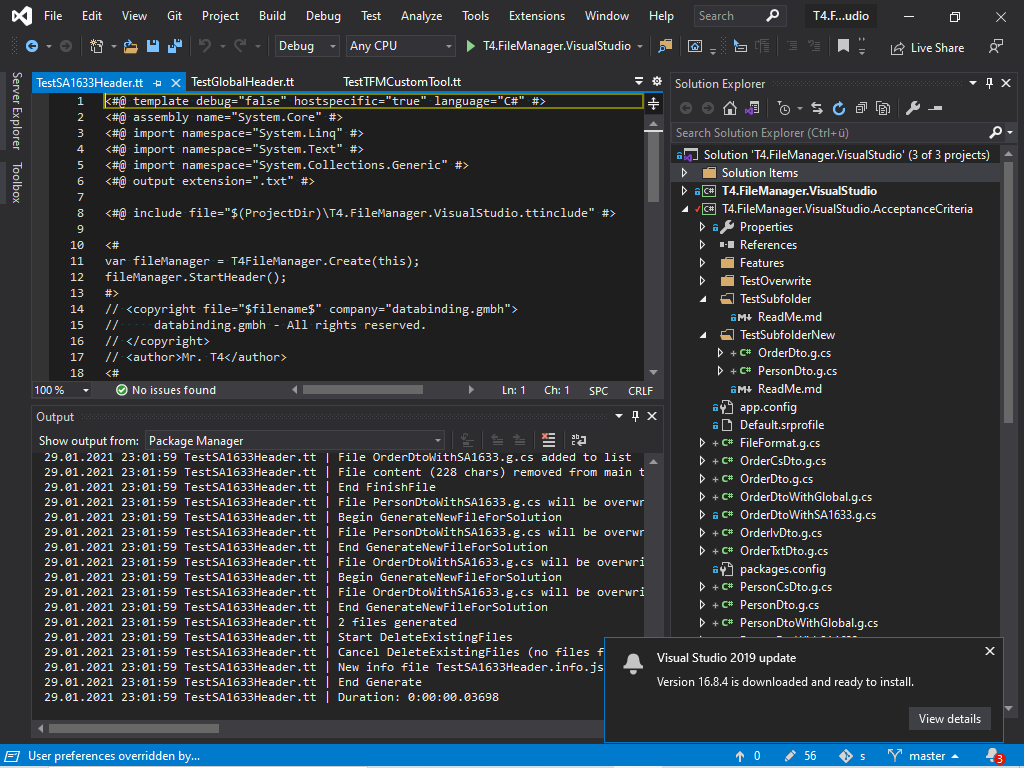 File Edit View Git Project Build Debug Test Analyze Tools Extensions Window Help Search T4.F...udio
Debug Any CPU T4.FileManager.VisualStudio Live Share
Server Explorer
Toolbox
TestSA1633Header.tt TestGlobalHeader.tt TestTFMCustomTool.tt
1 <#@ template debug="false" hostspecific="true" language="C#" #>
2 <#@ assembly name="System.Core" #>
3 <#@ import namespace="System.Linq" #>
4 <#@ import namespace="System.Text" #>
5 <#@ import namespace="System.Collections.Generic" #>
6 <#@ output extension=".txt" #>
7
8 <#@ include file="$(ProjectDir)\T4.FileManager.VisualStudio.ttinclude" #>
9
10 <#
11 var fileManager = T4FileManager.Create(this);
12 fileManager.StartHeader();
13 #>
14 // <copyright file="$filename$" company="databinding.gmbh">
15 //     databinding.gmbh - All rights reserved.
16 // </copyright>
17 // <author>Mr. T4</author>
18 <#
100 % No issues found Ln: 1 Ch: 1 SPC CRLF
Output
Show output from: Package Manager
29.01.2021 23:01:59 TestSA1633Header.tt | File OrderDtoWithSA1633.g.cs added to list
29.01.2021 23:01:59 TestSA1633Header.tt | File content (228 chars) removed from main t
29.01.2021 23:01:59 TestSA1633Header.tt | End FinishFile
29.01.2021 23:01:59 TestSA1633Header.tt | File PersonDtoWithSA1633.g.cs will be overwr
29.01.2021 23:01:59 TestSA1633Header.tt | Begin GenerateNewFileForSolution
29.01.2021 23:01:59 TestSA1633Header.tt | File PersonDtoWithSA1633.g.cs will be overwr
29.01.2021 23:01:59 TestSA1633Header.tt | End GenerateNewFileForSolution
29.01.2021 23:01:59 TestSA1633Header.tt | File OrderDtoWithSA1633.g.cs will be overwri
29.01.2021 23:01:59 TestSA1633Header.tt | Begin GenerateNewFileForSolution
29.01.2021 23:01:59 TestSA1633Header.tt | File OrderDtoWithSA1633.g.cs will be overwri
29.01.2021 23:01:59 TestSA1633Header.tt | End GenerateNewFileForSolution
29.01.2021 23:01:59 TestSA1633Header.tt | 2 files generated
29.01.2021 23:01:59 TestSA1633Header.tt | Start DeleteExistingFiles
29.01.2021 23:01:59 TestSA1633Header.tt | Cancel DeleteExistingFiles (no files f
29.01.2021 23:01:59 TestSA1633Header.tt | New info file TestSA1633Header.info.js
29.01.2021 23:01:59 TestSA1633Header.tt | End Generate
29.01.2021 23:01:59 TestSA1633Header.tt | Duration: 0:00:00.03698
Solution Explorer
Search Solution Explorer (Ctrl+ü)
Solution 'T4.FileManager.VisualStudio' (3 of 3 projects)
Solution Items
C# T4.FileManager.VisualStudio
C# T4.FileManager.VisualStudio.AcceptanceCriteria
Properties
References
Features
TestOverwrite
TestSubfolder
M ReadMe.md
TestSubfolderNew
+ C# OrderDto.g.cs
+ C# PersonDto.g.cs
M ReadMe.md
app.config
Default.srprofile
+ C# FileFormat.g.cs
+ C# OrderCsDto.g.cs
+ C# OrderDto.g.cs
+ C# OrderDtoWithGlobal.g.cs
C# OrderDtoWithSA1633.g.cs
+ C# OrderIvDto.g.cs
+ C# OrderTxtDto.g.cs
packages.config
+ C# PersonCsDto.g.cs
+ C# PersonDto.g.cs
+ C# PersonDtoWithGlobal.g.cs
Visual Studio 2019 update
Version 16.8.4 is downloaded and ready to install.
View details
User preferences overridden by... 0 56 s master 3